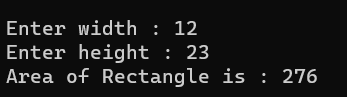 Enter width : 12
Enter height : 23
Area of Rectangle is : 276